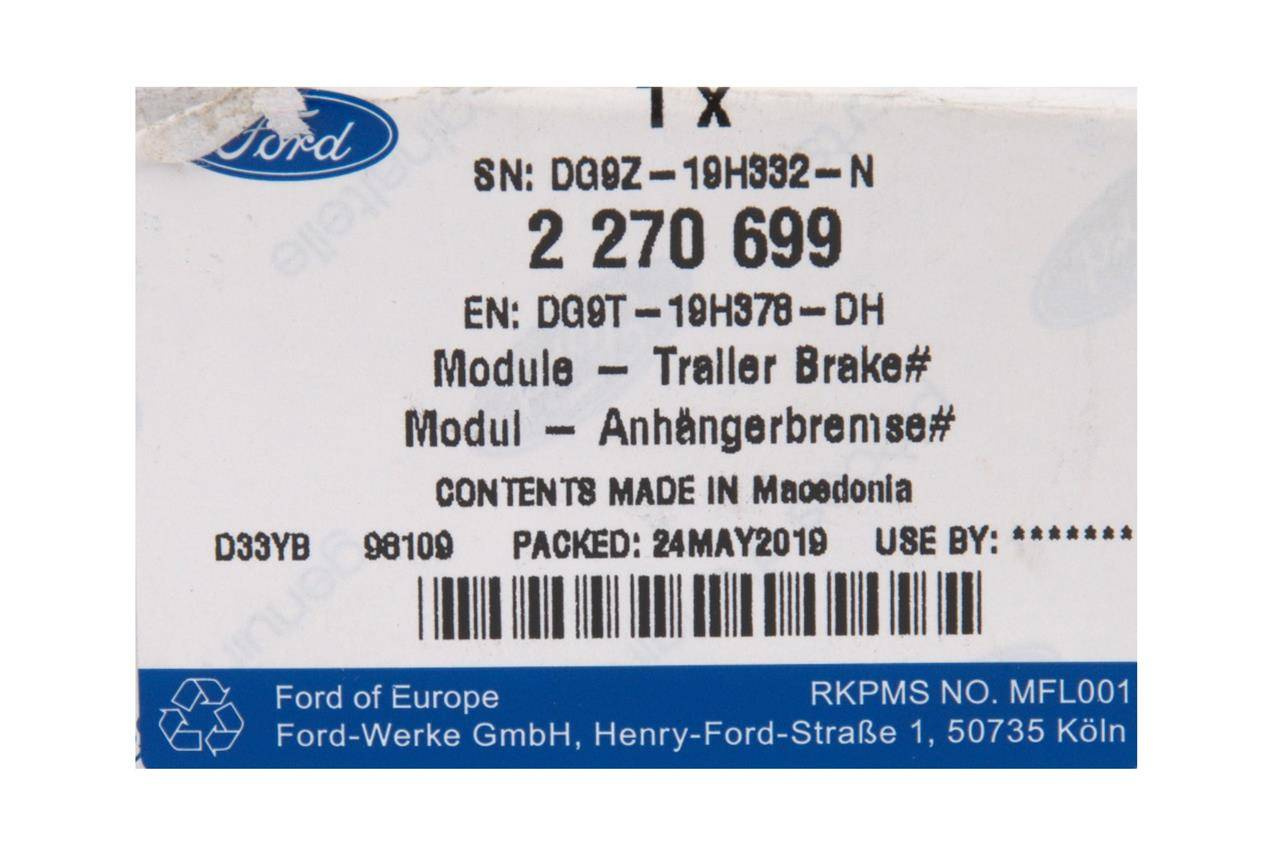 Ford
1 x
SN: DG9Z-19H332-N
2 270 699
EN: DG9T-19H378-DH
Module - Trailer Brake#
Modul - Anhängerbremse#
CONTENTS MADE IN Macedonia
D33YB 98109 PACKED: 24MAY2019 USE BY: *******
Ford of Europe
RKPMS NO. MFL001
Ford-Werke GmbH, Henry-Ford-Straße 1, 50735 Köln